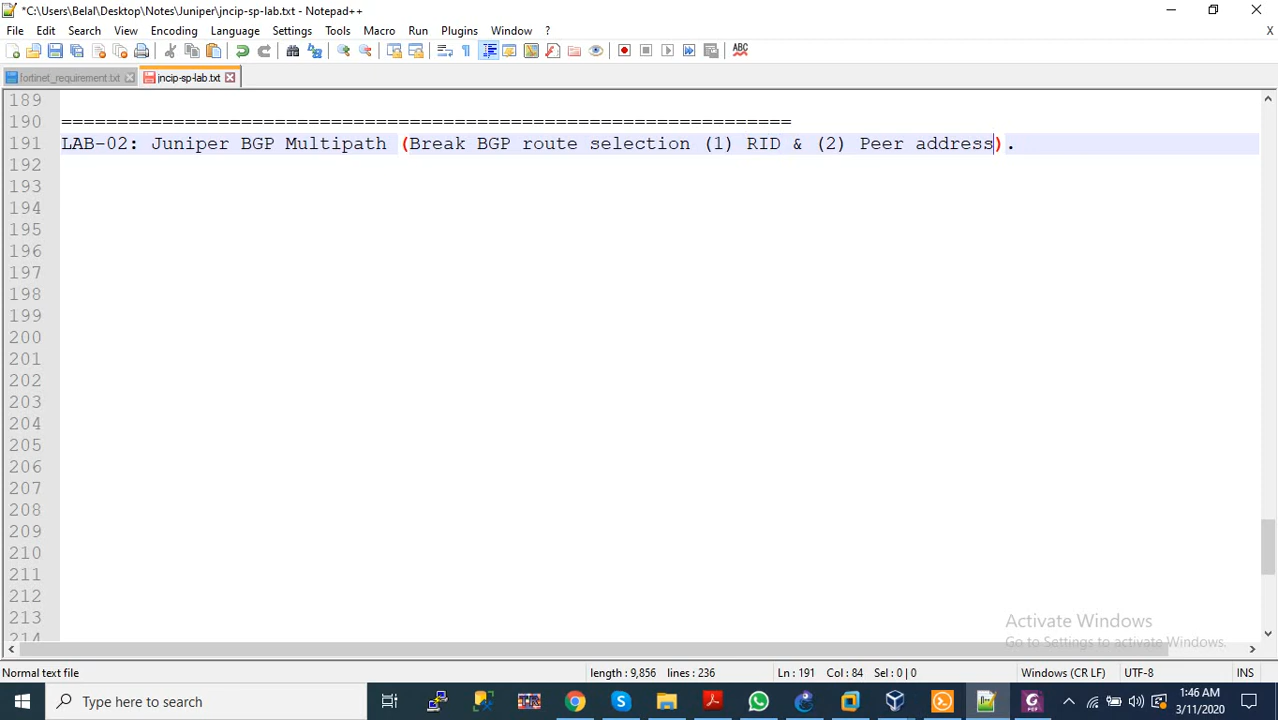 *C:\Users\Belal\Desktop\Notes\Juniper\jncip-sp-lab.txt - Notepad++
File Edit Search View Encoding Language Settings Tools Macro Run Plugins Window ? X
ABC
fortinet_requirement.txt jncip-sp-lab.txt
189
190 =================================================================
191 LAB-02: Juniper BGP Multipath (Break BGP route selection (1) RID & (2) Peer address).
192
193
194
195
196
197
198
199
200
201
202
203
204
205
206
207
208
209
210
211
212
213
214
Activate Windows
Go to Settings to activate Windows.
Normal text file length : 9,856 lines : 236 Ln : 191 Col : 84 Sel : 0 | 0 Windows (CR LF) UTF-8 INS
Type here to search
1:46 AM
3/11/2020